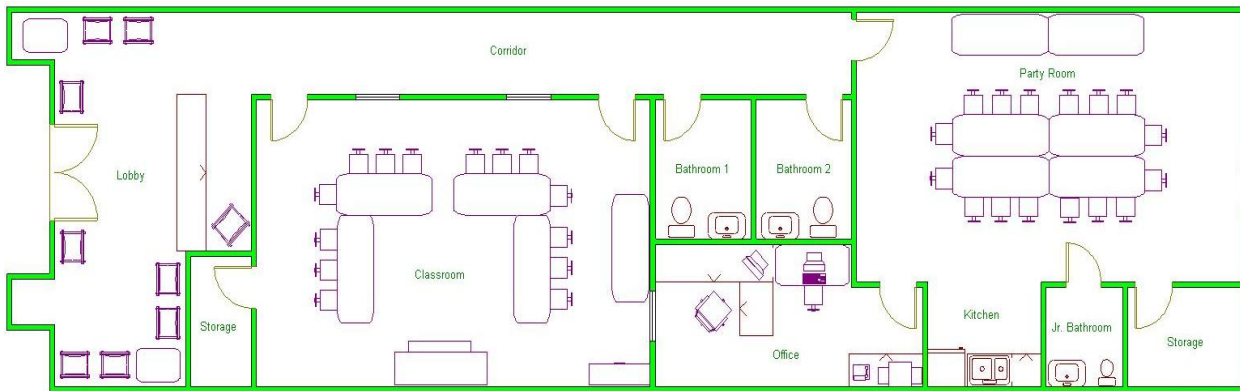 Corridor
Party Room
Lobby
Bathroom 1
Bathroom 2
Classroom
Storage
Office
Kitchen
Jr. Bathroom
Storage